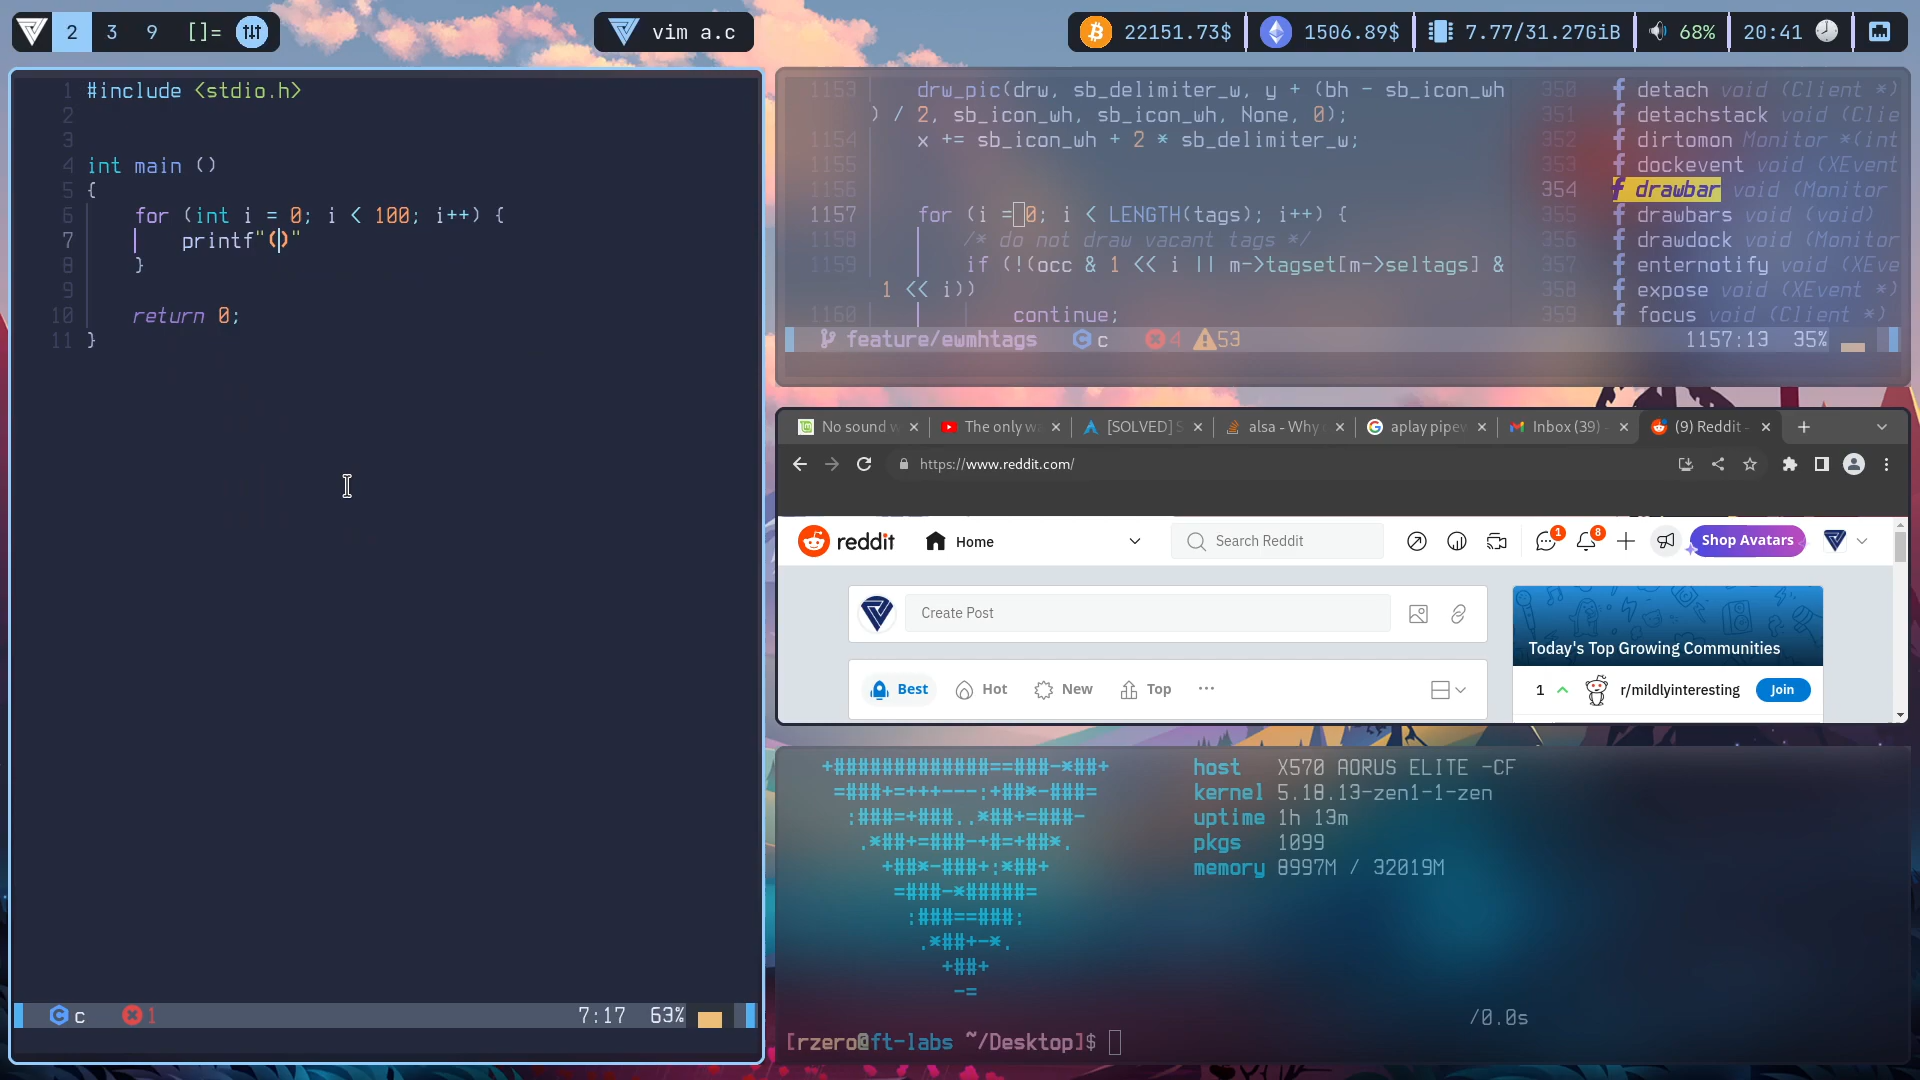 2 3 9 []=
vim a.c
22151.73$ 1506.89$ 7.77/31.27GiB 68% 20:41
1 #include <stdio.h>
2
3
4 int main ()
5 {
6 for (int i = 0; i < 100; i++) {
7 printf"()"
8 }
9
10 return 0;
11 }
c 1 7:17 63%
1153 drw_pic(drw, sb_delimiter_w, y + (bh - sb_icon_wh
) / 2, sb_icon_wh, sb_icon_wh, None, 0);
1154 x += sb_icon_wh + 2 * sb_delimiter_w;
1155
1156
1157 for (i = 0; i < LENGTH(tags); i++) {
1158 /* do not draw vacant tags */
1159 if (!(occ & 1 << i || m->tagset[m->seltags] &
1 << i))
1160 continue;
350 f detach void (Client *)
351 f detachstack void (Clie
352 f dirtomon Monitor *(int
353 f dockevent void (XEvent
354 f drawbar void (Monitor
355 f drawbars void (void)
356 f drawdock void (Monitor
357 f enternotify void (XEve
358 f expose void (XEvent *)
359 f focus void (Client *)
feature/ewmhtags c 4 53 1157:13 35%
No sound w
The only wa
[SOLVED] S
alsa - Why
aplay pipew
Inbox (39) -
(9) Reddit -
https://www.reddit.com/
reddit Home Search Reddit 1 8 Shop Avatars
Create Post
Best Hot New Top ...
Today's Top Growing Communities
1 r/mildlyinteresting Join
+#############==###-*##+
=###+=+++---:+##*-###=
:###=+###..*##+=###-
.*##+=###-+#=+##*.
+##*-###+:*##+
=###-*#####=
:###==###:
.*##+-*.
+##+
-=
host X570 AORUS ELITE -CF
kernel 5.18.13-zen1-1-zen
uptime 1h 13m
pkgs 1099
memory 8997M / 32019M
/0.0s
[rzero@ft-labs ~/Desktop]$